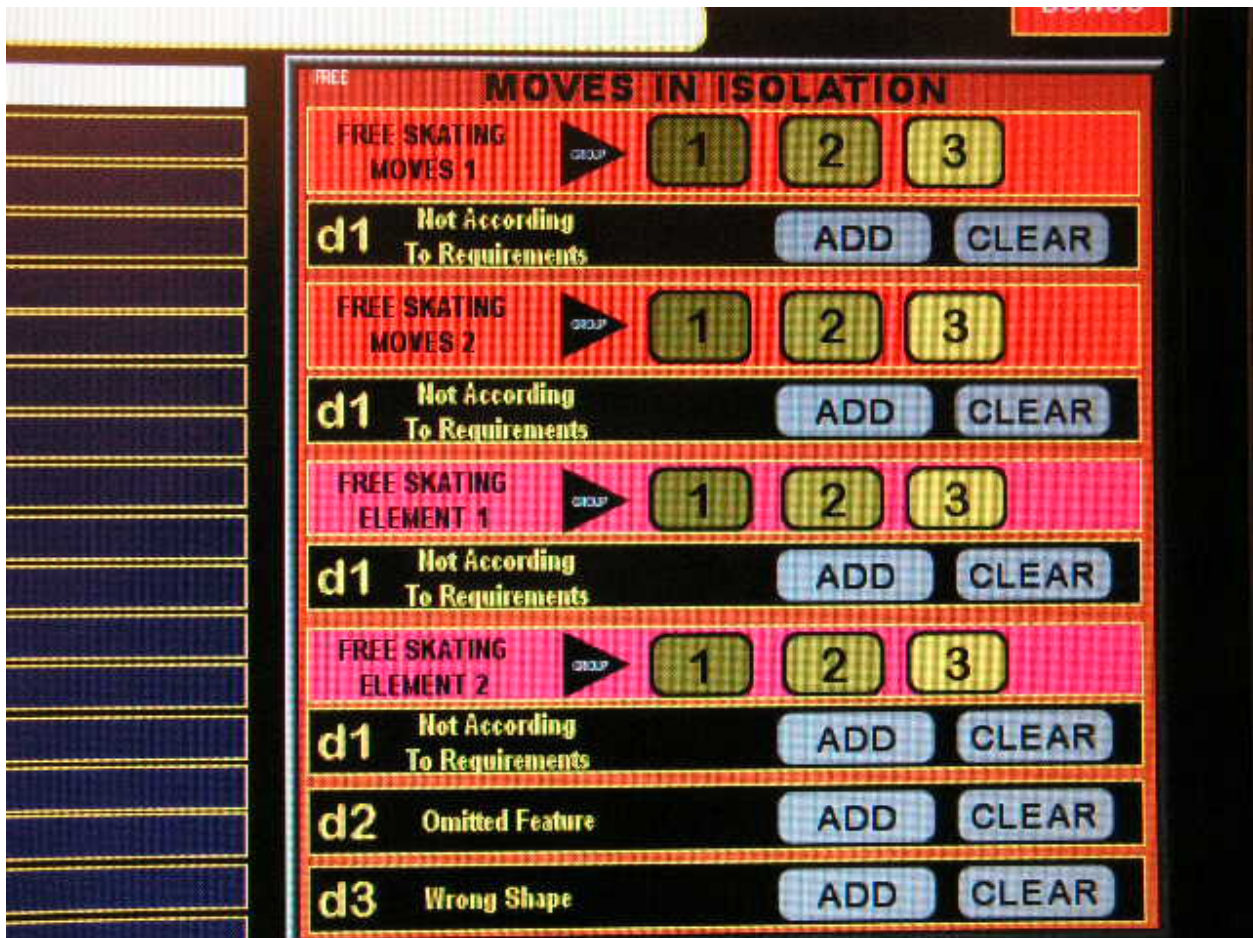 FREE
MOVES IN ISOLATION
FREE SKATING
MOVES 1
GROUP
1 2 3
d1
Not According
To Requirements
ADD CLEAR
FREE SKATING
MOVES 2
GROUP
1 2 3
d1
Not According
To Requirements
ADD CLEAR
FREE SKATING
ELEMENT 1
GROUP
1 2 3
d1
Not According
To Requirements
ADD CLEAR
FREE SKATING
ELEMENT 2
GROUP
1 2 3
d1
Not According
To Requirements
ADD CLEAR
d2 Omitted Feature ADD CLEAR
d3 Wrong Shape ADD CLEAR